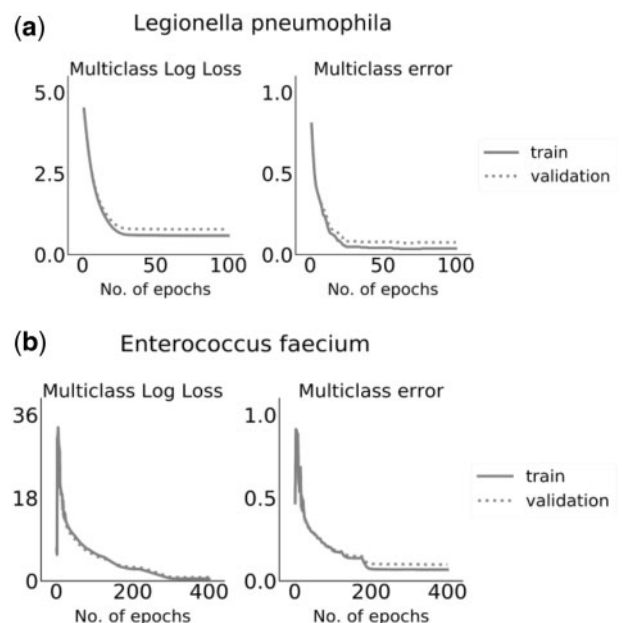 (a) Legionella pneumophila
Multiclass Log Loss Multiclass error
5.0
2.5
0.0
0 50 100
No. of epochs
1.0
0.5
0.0
0 50 100
No. of epochs
train
validation
(b) Enterococcus faecium
Multiclass Log Loss Multiclass error
36
18
0
0 200 400
No. of epochs
1.0
0.5
0.0
0 200 400
No. of epochs
train
validation